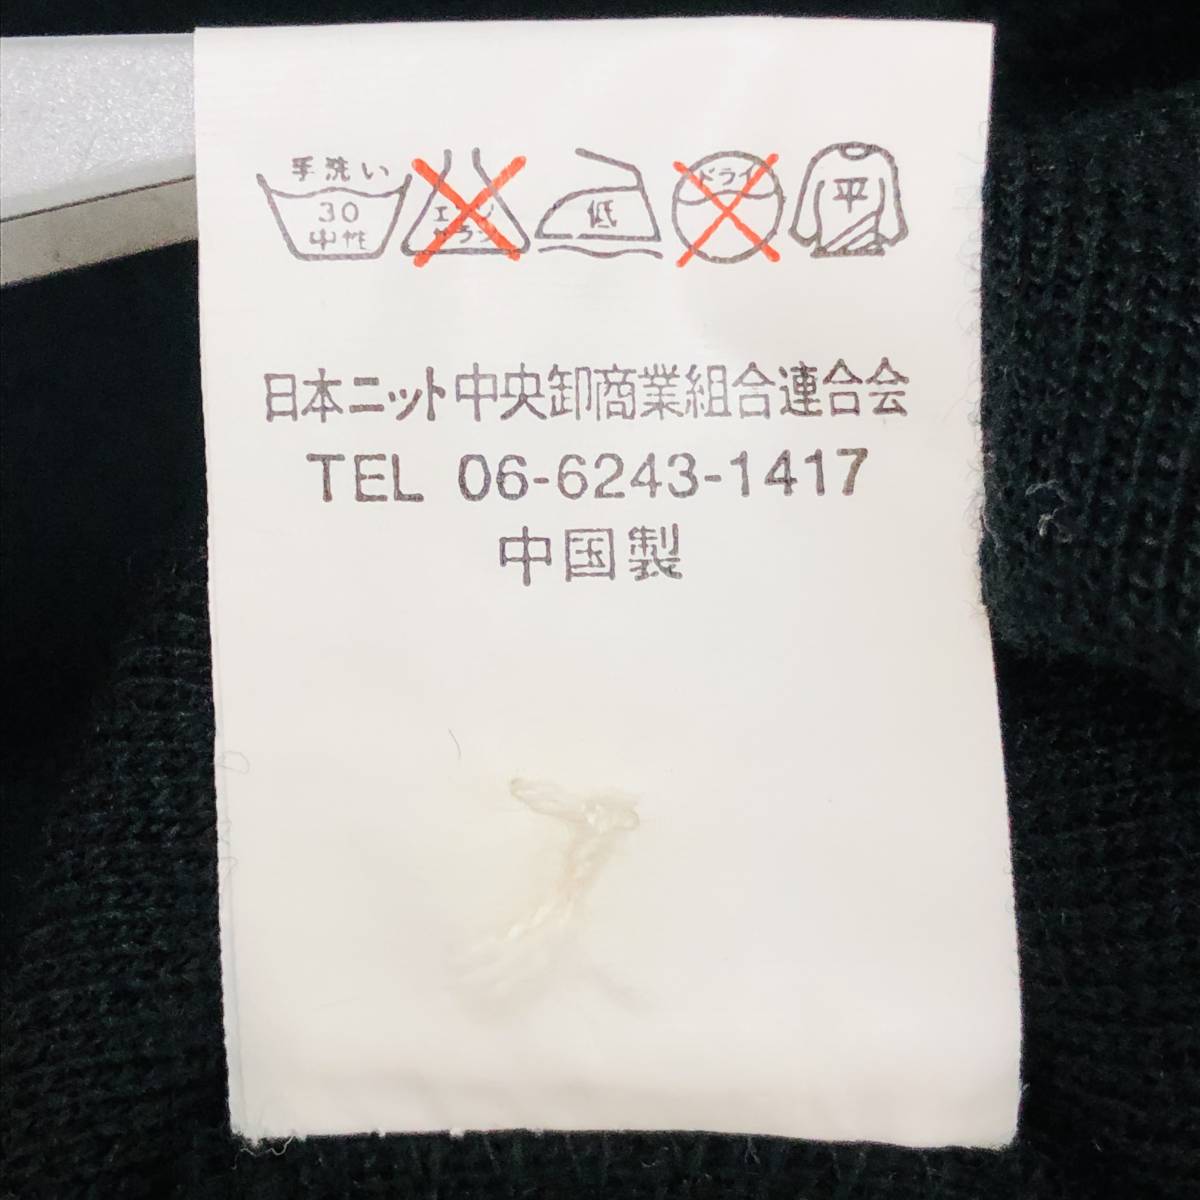 手洗い
30
中性
エンソ
サラシ
低
ドライ
平
日本ニット中央卸商業組合連合会
TEL 06-6243-1417
中国製